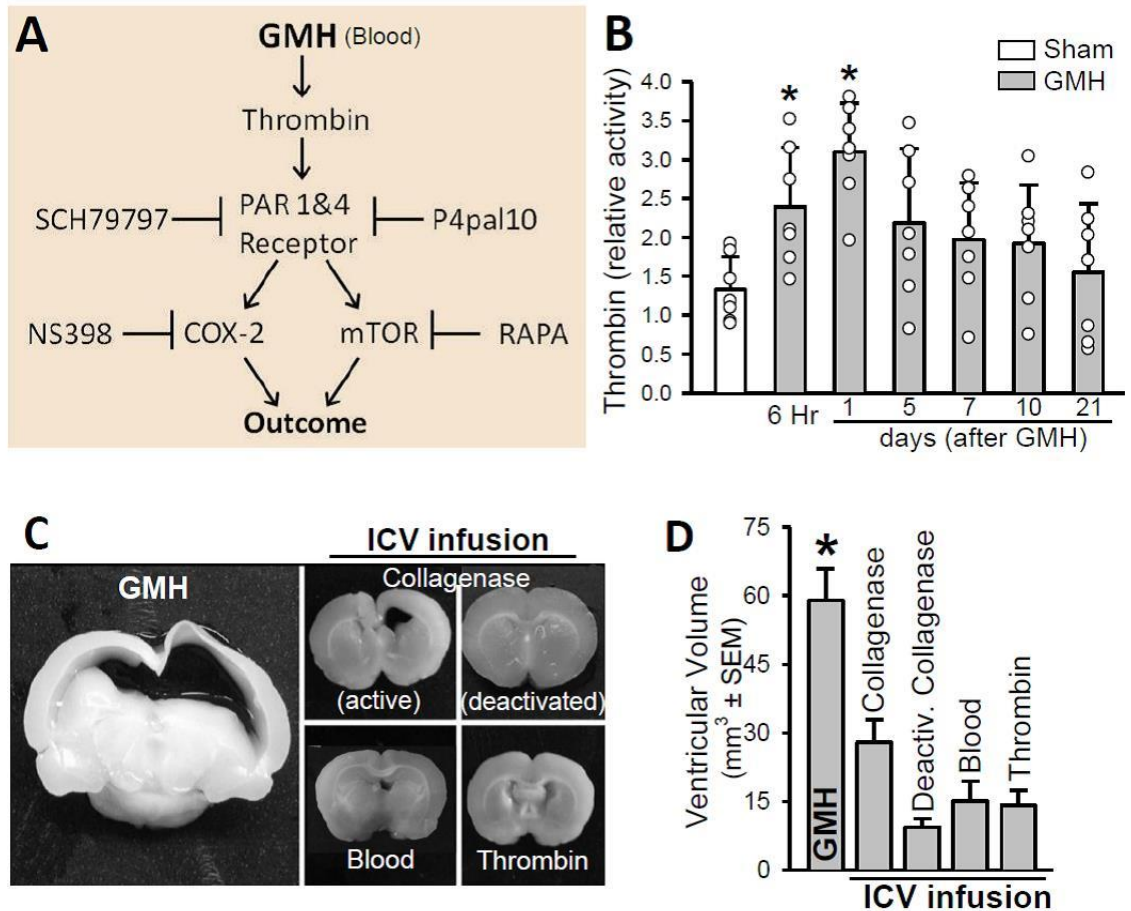 A
GMH (Blood)
Thrombin
SCH79797
PAR 1&4
Receptor
P4pal10
NS398
COX-2
mTOR
RAPA
Outcome
B
Sham
GMH
Thrombin (relative activity)
4.0
3.5
3.0
2.5
2.0
1.5
1.0
0.5
0.0
* *
6 Hr 1 5 7 10 21
days (after GMH)
C
GMH
ICV infusion
Collagenase
(active)
(deactivated)
Blood
Thrombin
D
Ventricular Volume
(mm³ ± SEM)
75
60
45
30
15
0
*
GMH
Collagenase
Deactiv. Collagenase
Blood
Thrombin
ICV infusion